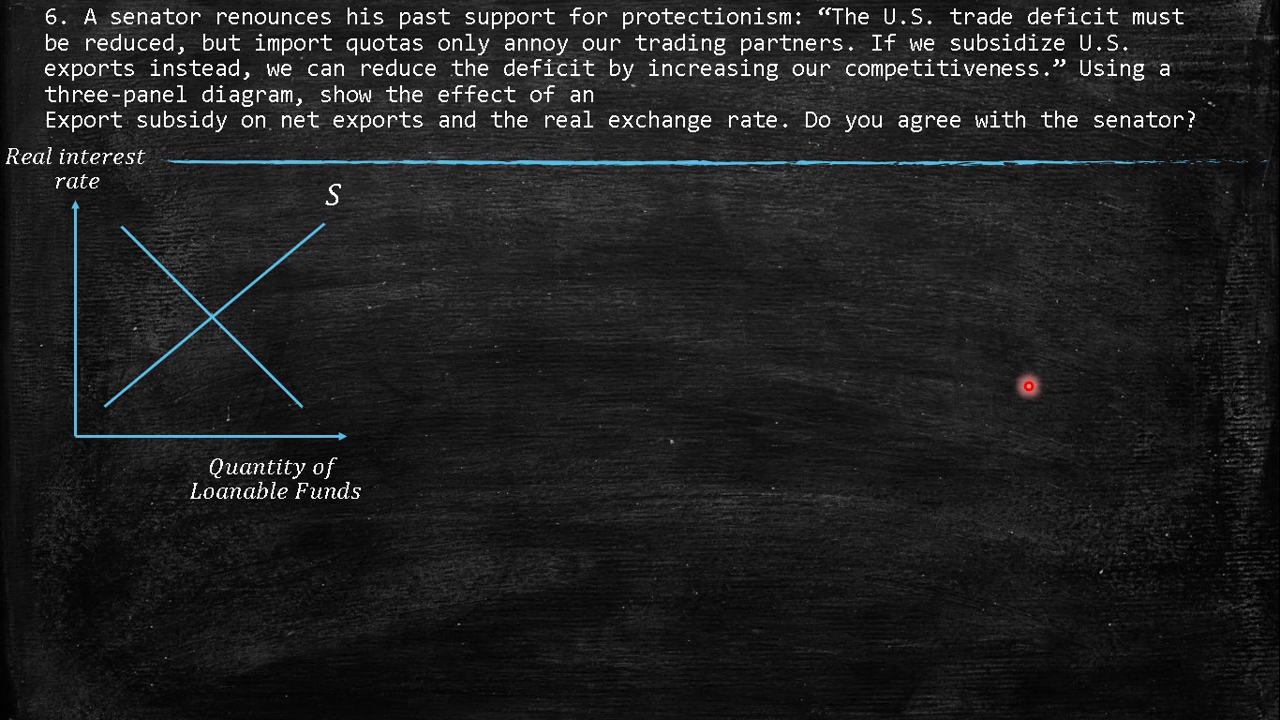 6. A senator renounces his past support for protectionism: “The U.S. trade deficit must
be reduced, but import quotas only annoy our trading partners. If we subsidize U.S.
exports instead, we can reduce the deficit by increasing our competitiveness.” Using a
three-panel diagram, show the effect of an
Export subsidy on net exports and the real exchange rate. Do you agree with the senator?
Real interest
rate
S
Quantity of
Loanable Funds